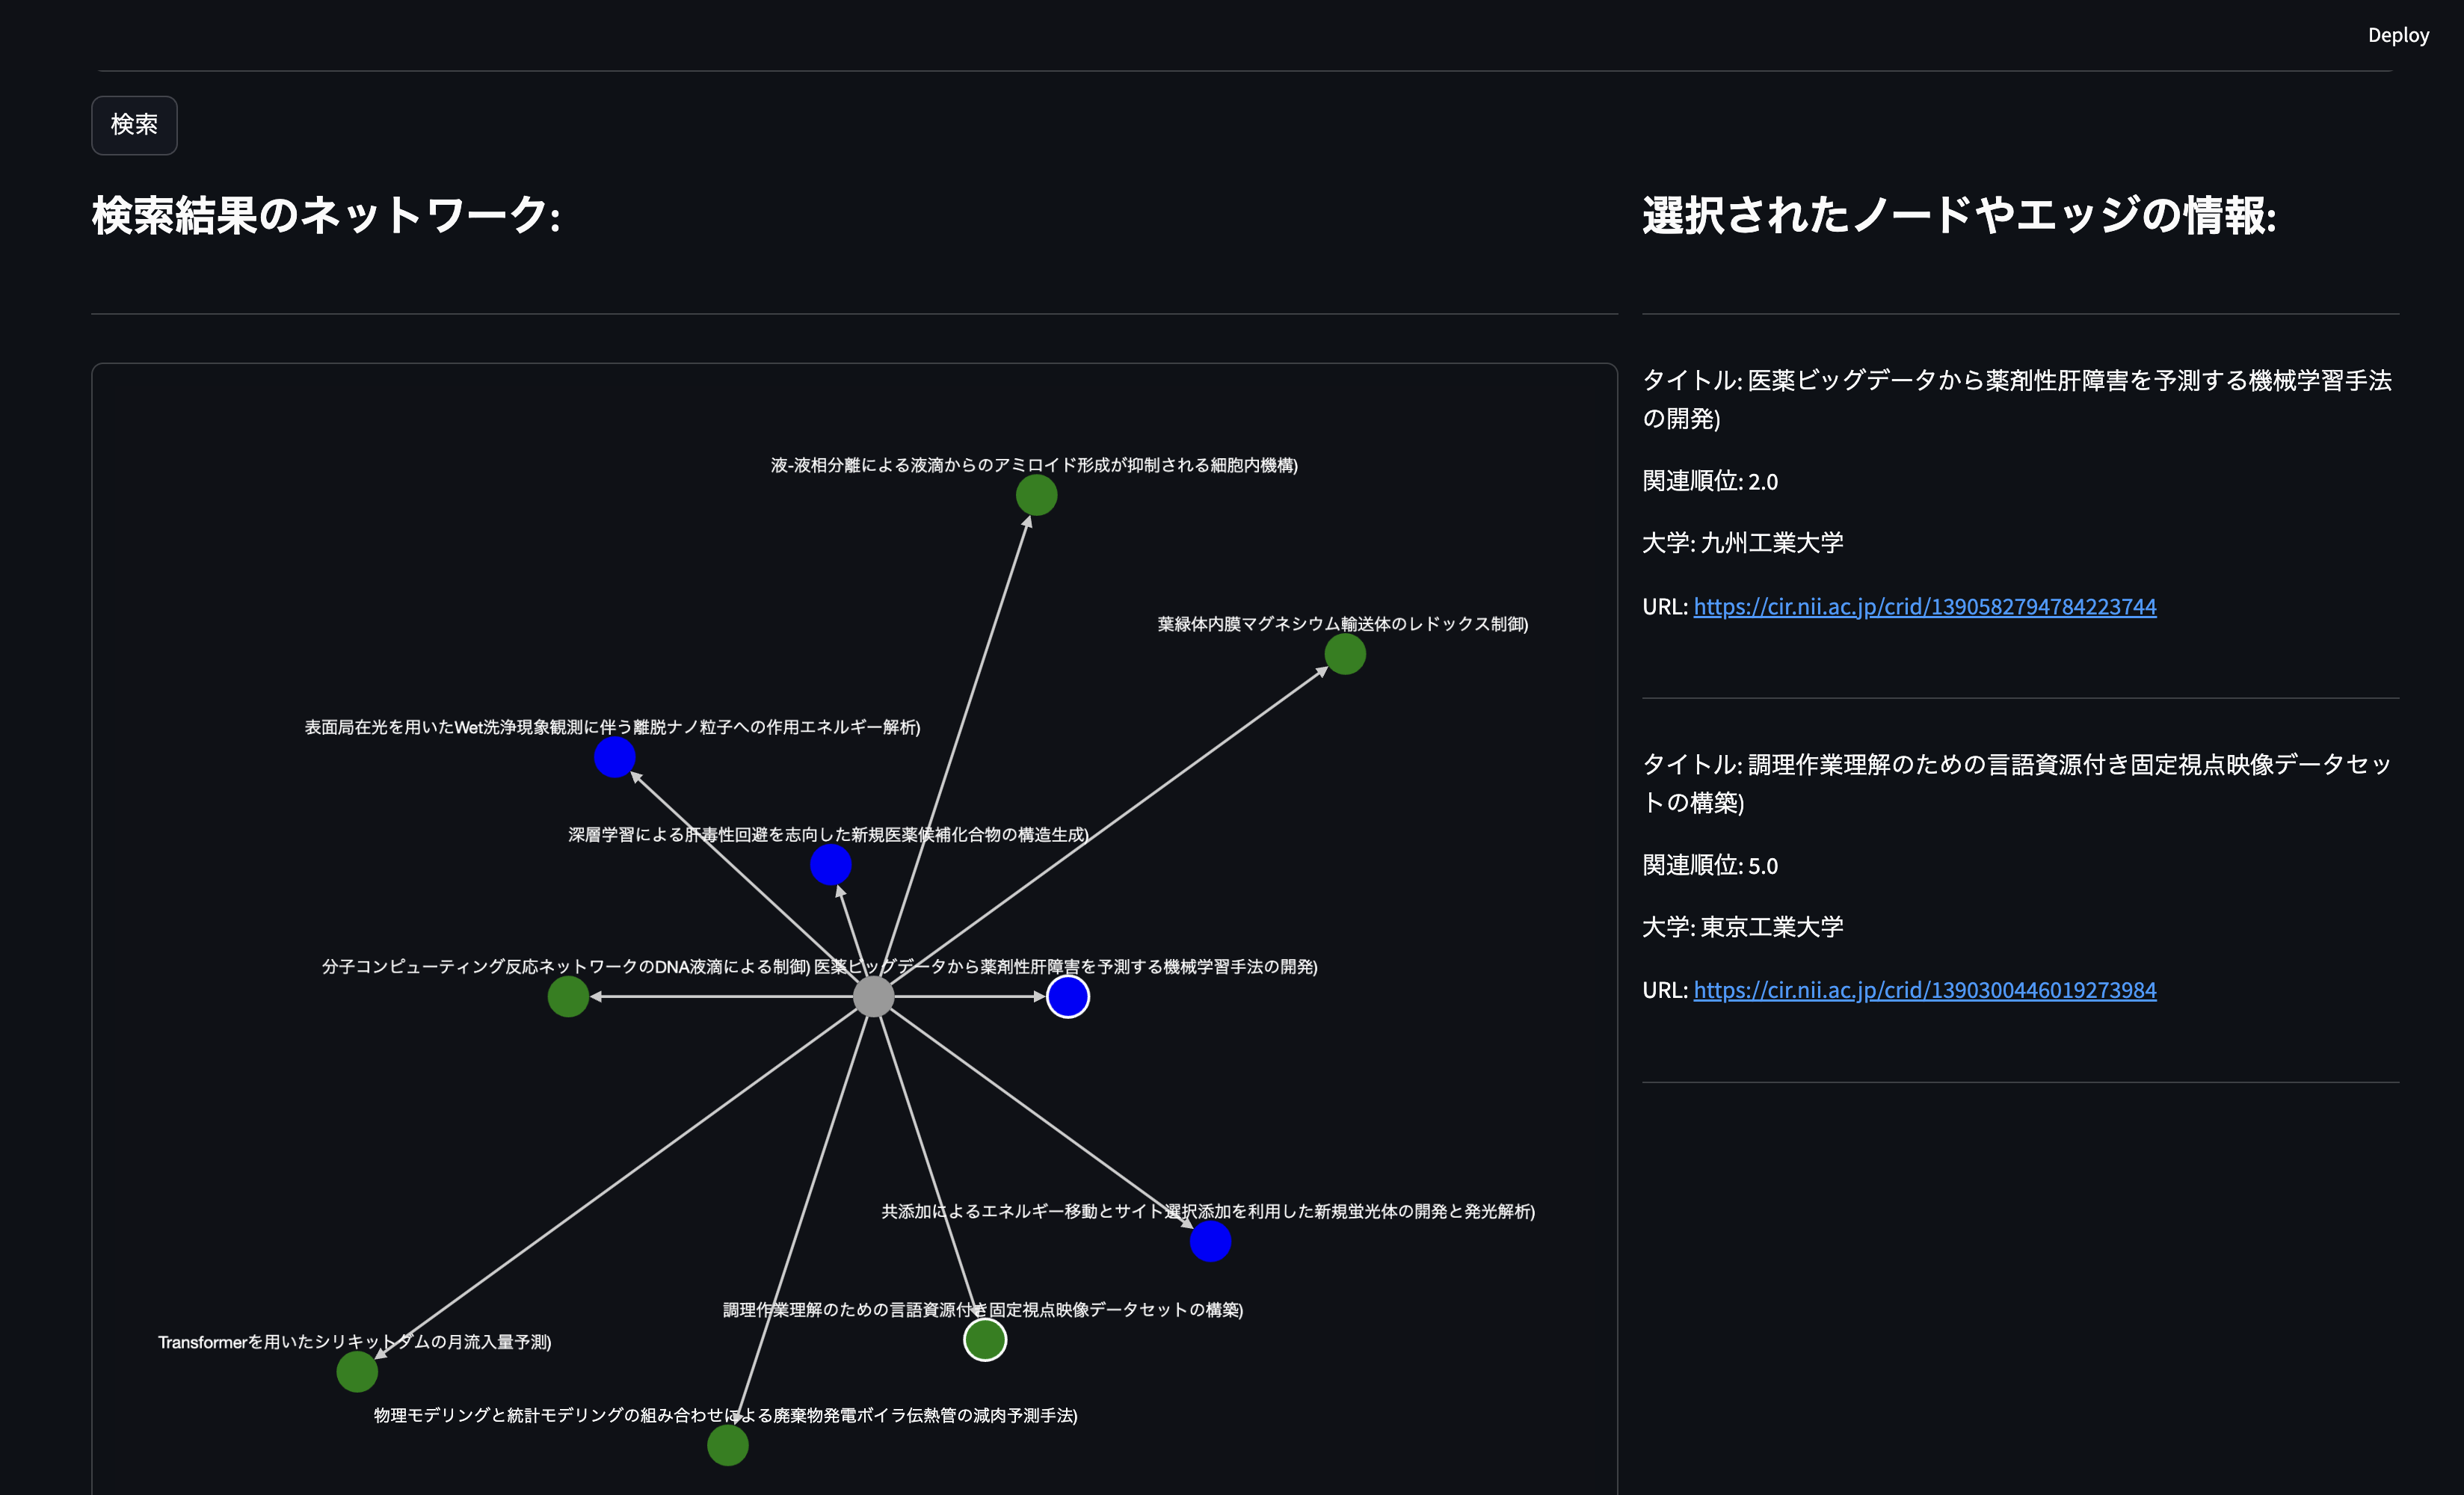 Deploy
検索
検索結果のネットワーク:
液-液相分離による液滴からのアミロイド形成が抑制される細胞内機構)
葉緑体内膜マグネシウム輸送体のレドックス制御)
表面局在光を用いたWet洗浄現象観測に伴う離脱ナノ粒子への作用エネルギー解析)
深層学習による肝毒性回避を志向した新規医薬候補化合物の構造生成)
分子コンピューティング反応ネットワークのDNA液滴による制御)
医薬ビッグデータから薬剤性肝障害を予測する機械学習手法の開発)
共添加によるエネルギー移動とサイト選択添加を利用した新規蛍光体の開発と発光解析)
調理作業理解のための言語資源付き固定視点映像データセットの構築)
Transformerを用いたシリキットダムの月流入量予測)
物理モデリングと統計モデリングの組み合わせによる廃棄物発電ボイラ伝熱管の減肉予測手法)
選択されたノードやエッジの情報:
タイトル: 医薬ビッグデータから薬剤性肝障害を予測する機械学習手法
の開発)
関連順位: 2.0
大学: 九州工業大学
URL: https://cir.nii.ac.jp/crid/1390582794784223744
タイトル: 調理作業理解のための言語資源付き固定視点映像データセッ
トの構築)
関連順位: 5.0
大学: 東京工業大学
URL: https://cir.nii.ac.jp/crid/1390300446019273984